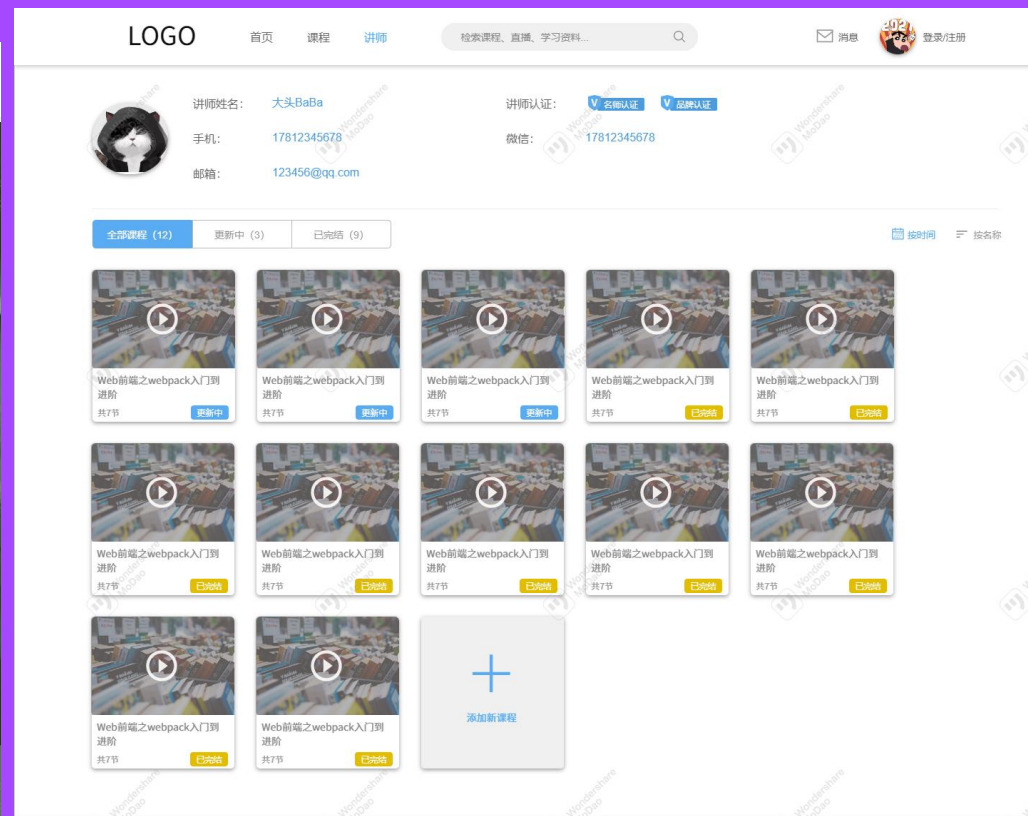 LOGO
首页
课程
讲师
检索课程、直播、学习资料...
消息
登录/注册
讲师姓名：
大头BaBa
讲师认证：
V 名师认证
V 品牌认证
手机：
17812345678
微信：
17812345678
邮箱：
123456@qq.com
全部课程（12）
更新中（3）
已完结（9）
按时间
按名称
Web前端之webpack入门到
进阶
共7节
更新中
Web前端之webpack入门到
进阶
共7节
更新中
Web前端之webpack入门到
进阶
共7节
更新中
Web前端之webpack入门到
进阶
共7节
已完结
Web前端之webpack入门到
进阶
共7节
已完结
Web前端之webpack入门到
进阶
共7节
已完结
Web前端之webpack入门到
进阶
共7节
已完结
Web前端之webpack入门到
进阶
共7节
已完结
Web前端之webpack入门到
进阶
共7节
已完结
Web前端之webpack入门到
进阶
共7节
已完结
Web前端之webpack入门到
进阶
共7节
已完结
Web前端之webpack入门到
进阶
共7节
已完结
添加新课程
Wondershare
MoDao